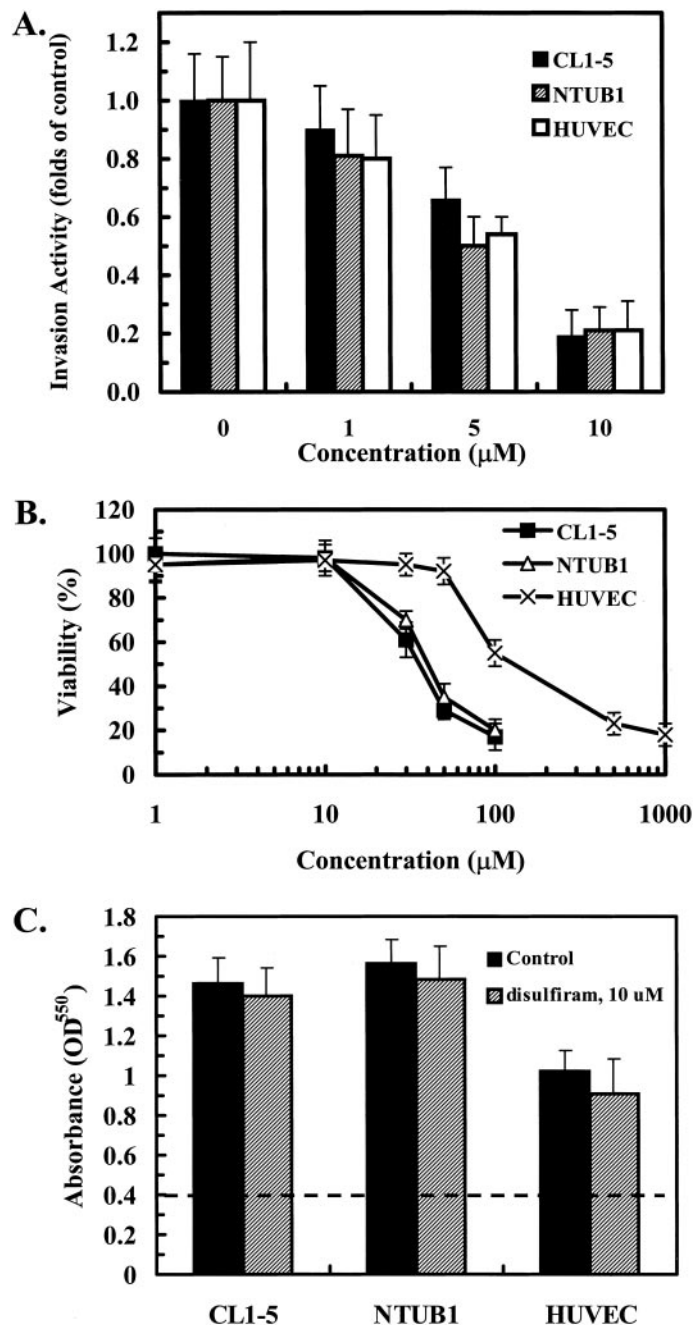 A.
Invasion Activity (folds of control)
1.2
1.0
0.8
0.6
0.4
0.2
0.0
CL1-5
NTUB1
HUVEC
0 1 5 10
Concentration (μM)
B.
Viability (%)
120
100
80
60
40
20
0
CL1-5
NTUB1
HUVEC
1 10 100 1000
Concentration (μM)
C.
Absorbance (OD550)
1.8
1.6
1.4
1.2
1
0.8
0.6
0.4
0.2
0
Control
disulfiram, 10 uM
CL1-5 NTUB1 HUVEC